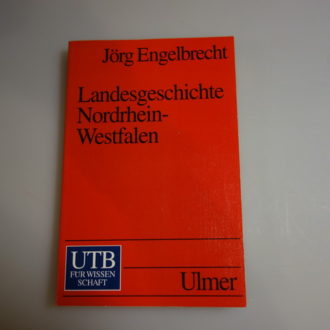 Jörg Engelbrecht
Landesgeschichte
Nordrhein-
Westfalen
UTB
FÜR WISSEN
SCHAFT
Ulmer